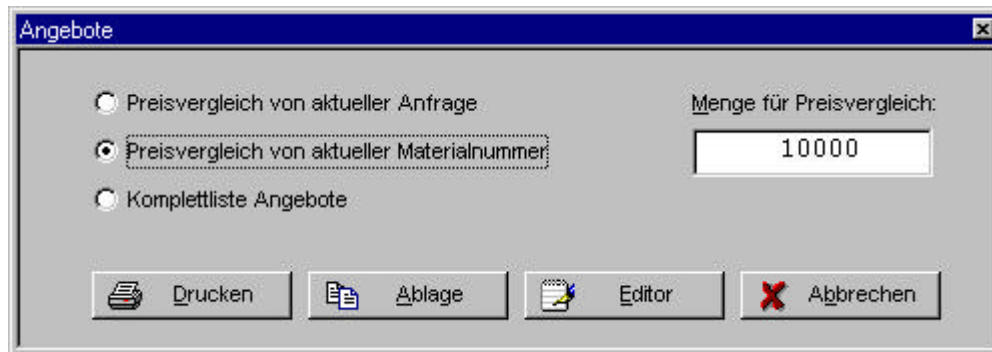 Angebote
Preisvergleich von aktueller Anfrage
Menge für Preisvergleich:
Preisvergleich von aktueller Materialnummer
10000
Komplettliste Angebote
Drucken
Ablage
Editor
Abbrechen